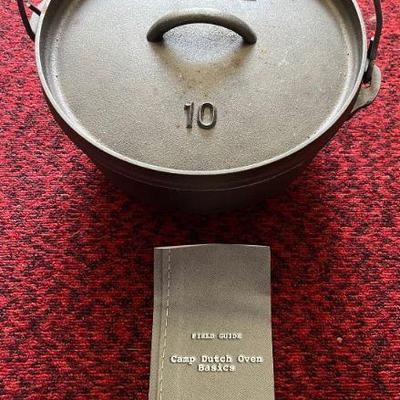 10
FIELD GUIDE
Camp Dutch Oven
Basics